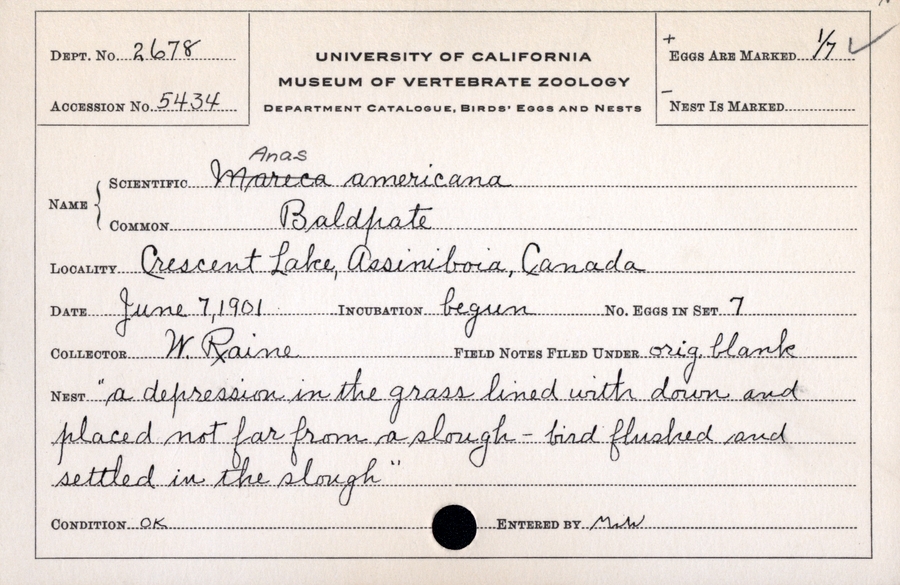 DEPT. NO. 2678
ACCESSION NO. 5434
UNIVERSITY OF CALIFORNIA
MUSEUM OF VERTEBRATE ZOOLOGY
DEPARTMENT CATALOGUE, BIRDS' EGGS AND NESTS
+ EGGS ARE MARKED 1/7 ✓
− NEST IS MARKED
Anas
NAME { SCIENTIFIC Mareca americana
COMMON Baldpate
LOCALITY Crescent Lake, Assiniboia, Canada
DATE June 7, 1901 INCUBATION begun NO. EGGS IN SET 7
COLLECTOR W. Raine FIELD NOTES FILED UNDER orig. blank
NEST "a depression in the grass lined with down and
placed not far from a slough - bird flushed and
settled in the slough"
CONDITION OK ENTERED BY